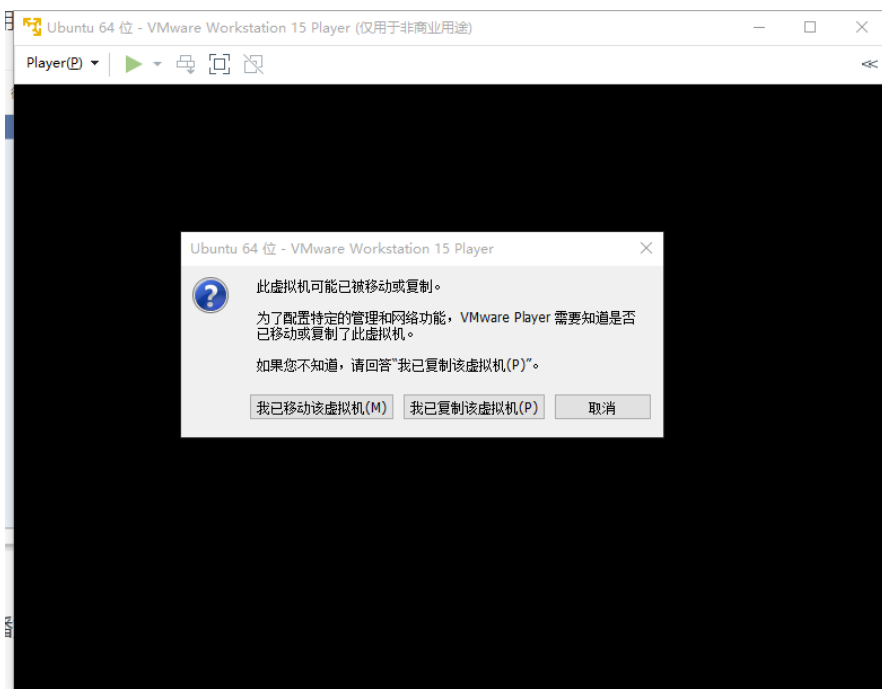 Ubuntu 64 位 - VMware Workstation 15 Player (仅用于非商业用途)
Player(P)
Ubuntu 64 位 - VMware Workstation 15 Player
此虚拟机可能已被移动或复制。
为了配置特定的管理和网络功能，VMware Player 需要知道是否
已移动或复制了此虚拟机。
如果您不知道，请回答“我已复制该虚拟机(P)”。
我已移动该虚拟机(M) 我已复制该虚拟机(P) 取消